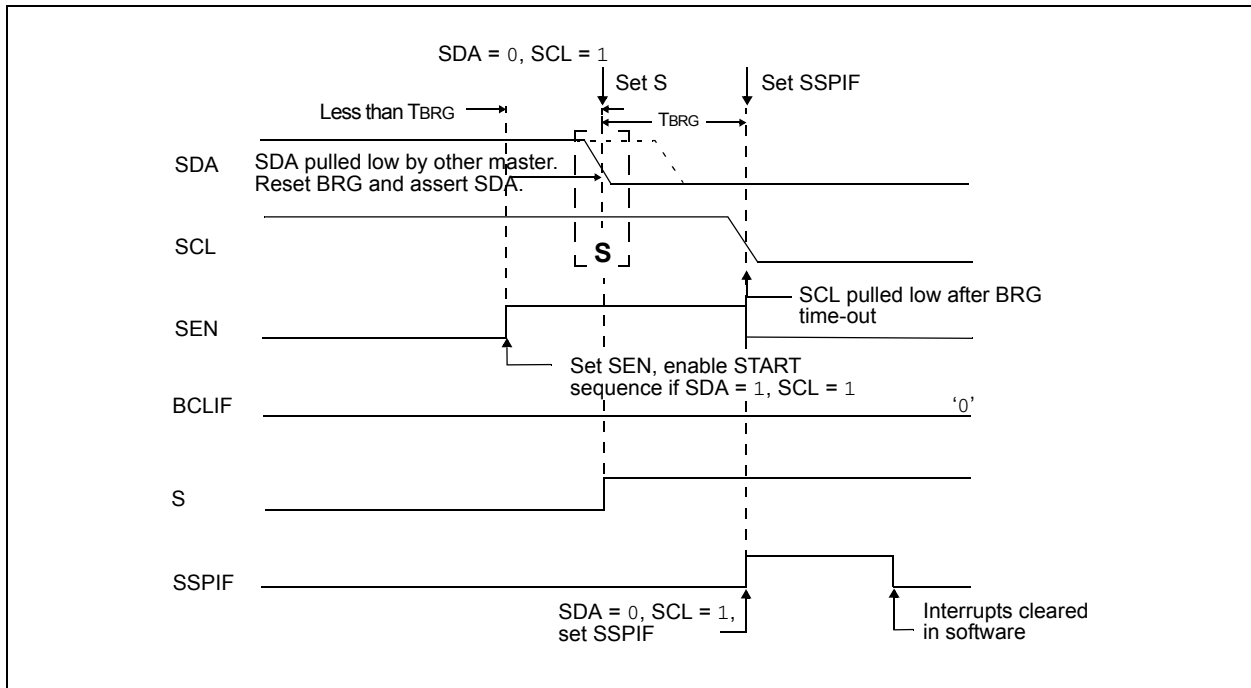 SDA = 0, SCL = 1
Set S
Set SSPIF
Less than TBRG
TBRG
SDA
SDA pulled low by other master.
Reset BRG and assert SDA.
SCL
S
SCL pulled low after BRG
time-out
SEN
Set SEN, enable START
sequence if SDA = 1, SCL = 1
BCLIF
‘0’
S
SSPIF
SDA = 0, SCL = 1,
set SSPIF
Interrupts cleared
in software